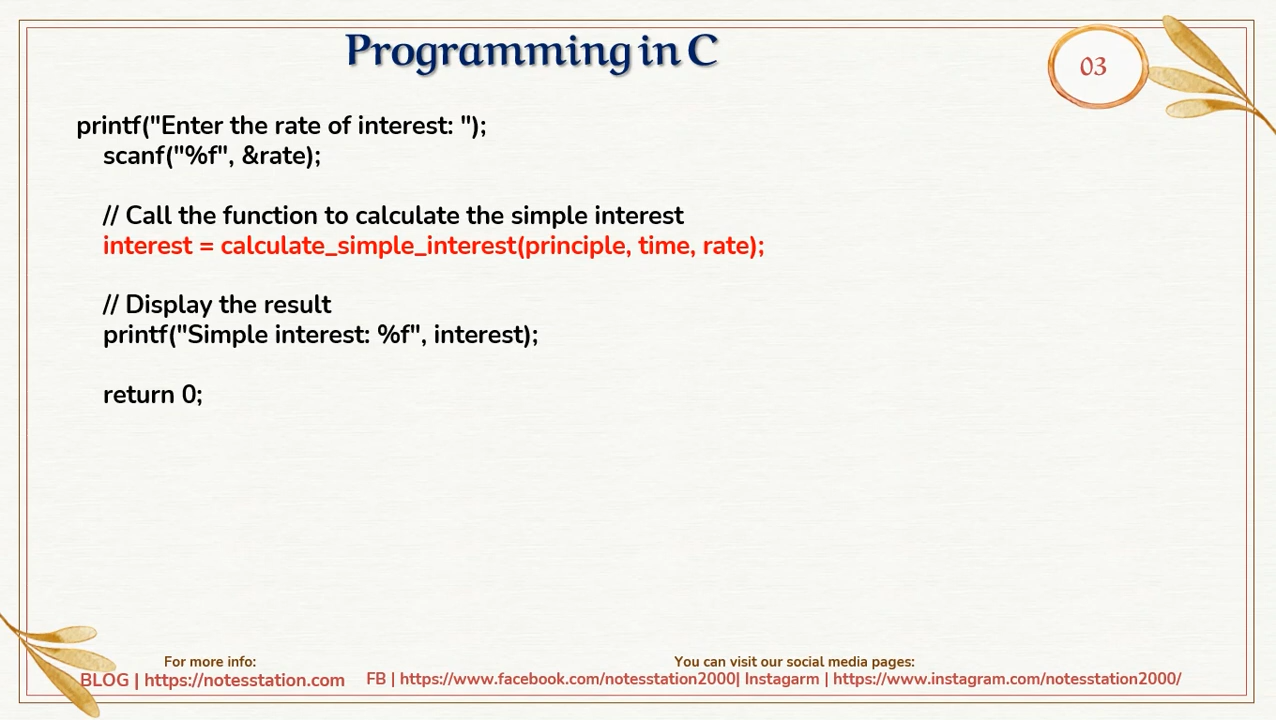 Programming in C
03
printf("Enter the rate of interest: ");
scanf("%f", &rate);
// Call the function to calculate the simple interest
interest = calculate_simple_interest(principle, time, rate);
// Display the result
printf("Simple interest: %f", interest);
return 0;
For more info:
BLOG | https://notesstation.com
You can visit our social media pages:
FB | https://www.facebook.com/notesstation2000| Instagarm | https://www.instagram.com/notesstation2000/